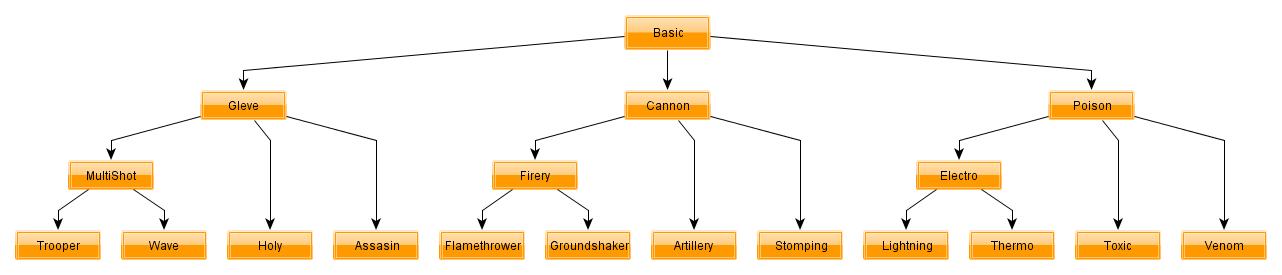 Basic
Gleve
Cannon
Poison
MultiShot
Firery
Electro
Trooper
Wave
Holy
Assasin
Flamethrower
Groundshaker
Artillery
Stomping
Lightning
Thermo
Toxic
Venom